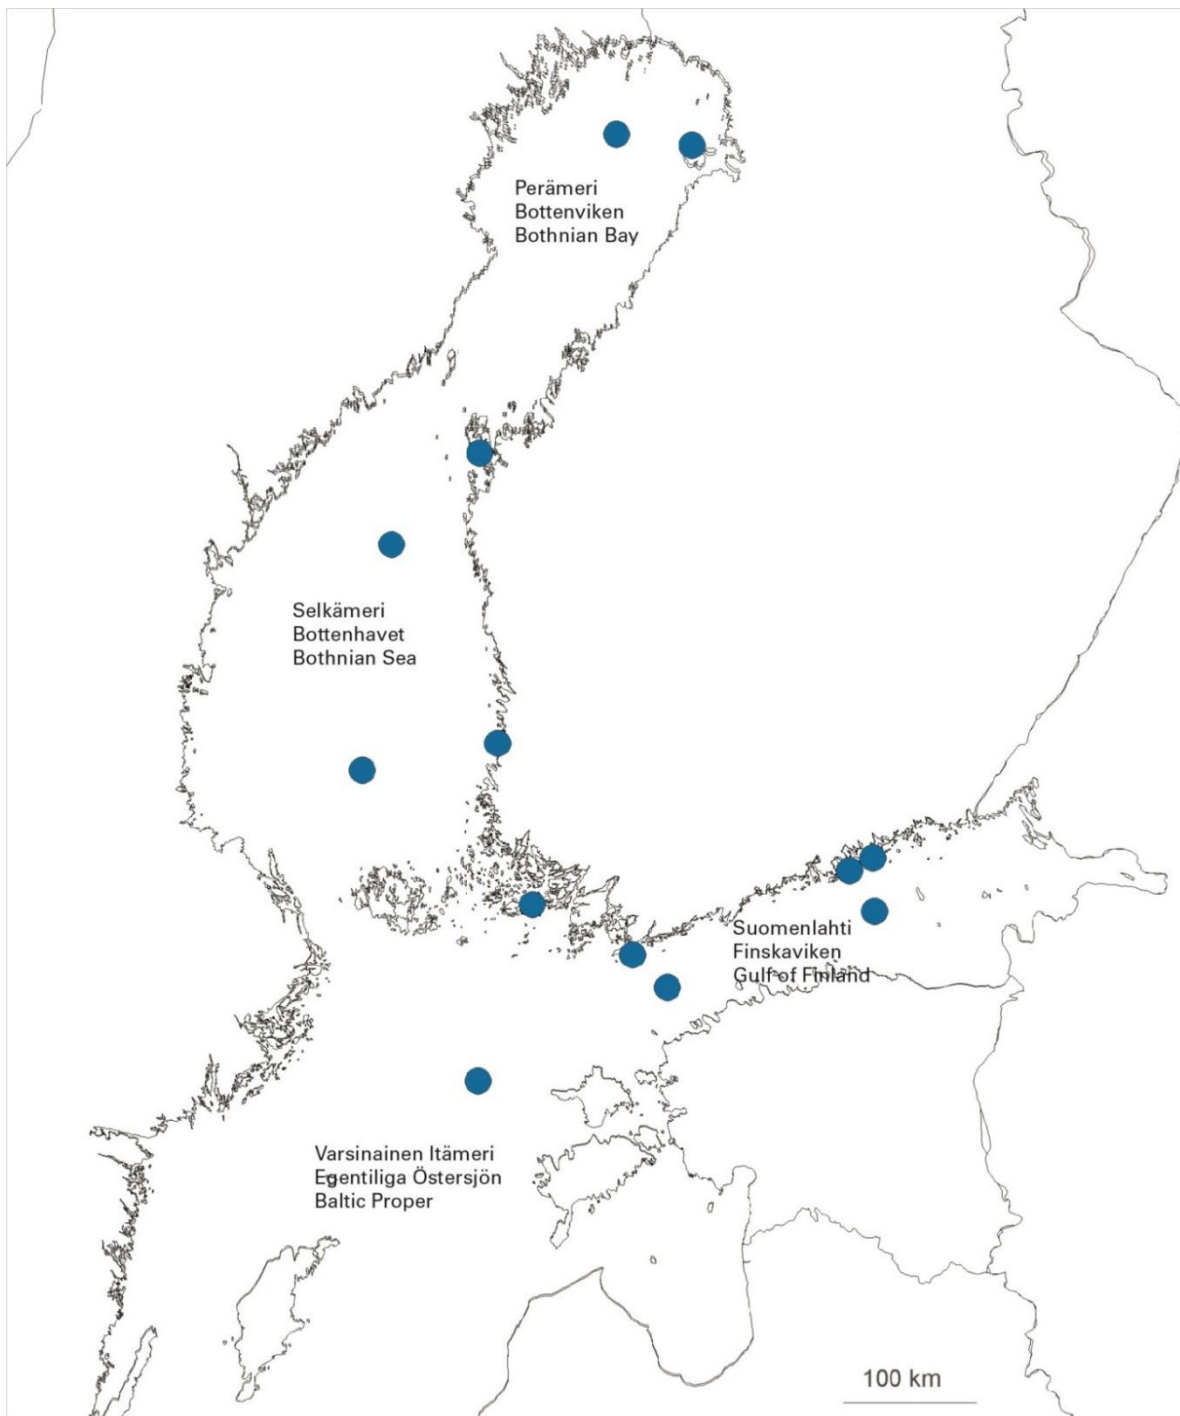 Perämeri
Bottenviken
Bothnian Bay
Selkämeri
Bottenhavet
Bothnian Sea
Suomenlahti
Finskaviken
Gulf of Finland
Varsinainen Itämeri
Egentiliga Östersjön
Baltic Proper
100 km